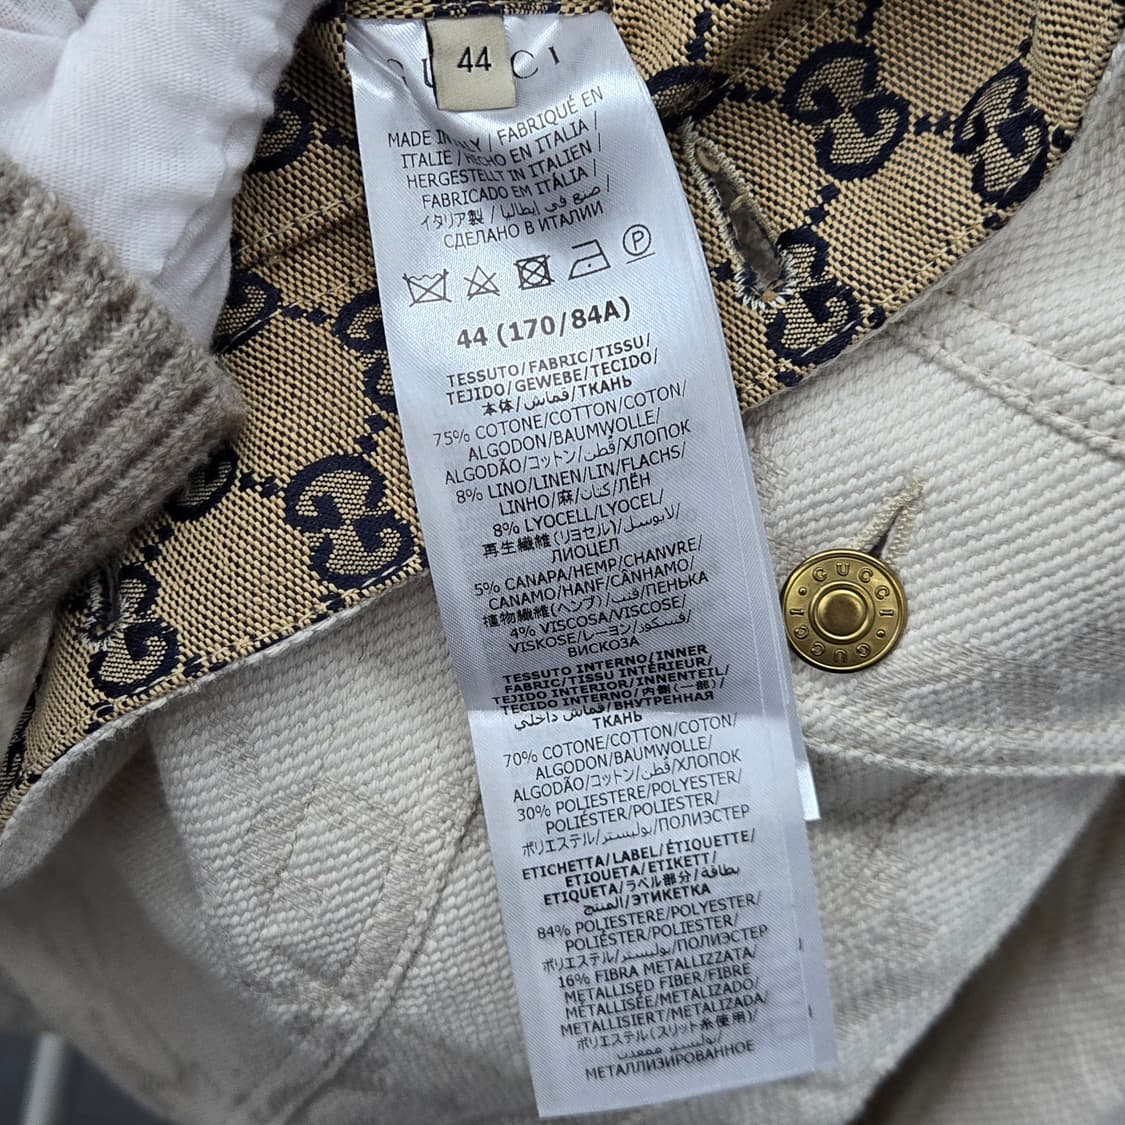 GUCCI
44
MADE IN ITALY / FABRIQUÉ EN
ITALIE / HECHO EN ITALIA /
HERGESTELLT IN ITALIEN /
FABRICADO EM ITÁLIA /
イタリア製 / صنع في إيطاليا /
СДЕЛАНО В ИТАЛИИ
P
44 (170/84A)
TESSUTO/FABRIC/TISSU/
TEJIDO/GEWEBE/TECIDO/
本体/قماش/ТКАНЬ
75% COTONE/COTTON/COTON/
ALGODON/BAUMWOLLE/
ALGODÃO/コットン/قُطن/ХЛОПОК
8% LINO/LINEN/LIN/FLACHS/
LINHO/麻/كتان/ЛЁН
8% LYOCELL/LYOCEL/
再生繊維(リヨセル)/لايوسل/
ЛИОЦЕЛ
5% CANAPA/HEMP/CHANVRE/
CANAMO/HANF/CÂNHAMO/
植物繊維(ヘンプ)/قنب/ПЕНЬКА
4% VISCOSA/VISCOSE/
VISKOSE/レーヨン/فسكوز/
ВИСКОЗА
TESSUTO INTERNO/INNER
FABRIC/TISSU INTÉRIEUR/
TEJIDO INTERIOR/INNENTEIL/
TECIDO INTERNO/内側(一部)/
قماش داخلي/ВНУТРЕННАЯ
ТКАНЬ
70% COTONE/COTTON/COTON/
ALGODON/BAUMWOLLE/
ALGODÃO/コットン/قُطن/ХЛОПОК
30% POLIESTERE/POLYESTER/
POLIÉSTER/POLIESTER/
ポリエステル/بوليستر/ПОЛИЭСТЕР
ETICHETTA/LABEL/ÉTIQUETTE/
ETIQUETA/ETIKETT/
ETIQUETA/ラベル部分/بطاقة
المنتج/ЭТИКЕТКА
84% POLIESTERE/POLYESTER/
POLIÉSTER/POLIESTER/
ポリエステル/بوليستر/ПОЛИЭСТЕР
16% FIBRA METALLIZZATA/
METALLISED FIBER/FIBRE
MÉTALLISÉE/METALIZADO/
METALLISIERT/METALIZADA/
ポリエステル(スリット糸使用)/
بوليستر ممعدن/
МЕТАЛЛИЗИРОВАННОЕ
GUCCI · GUCCI ·